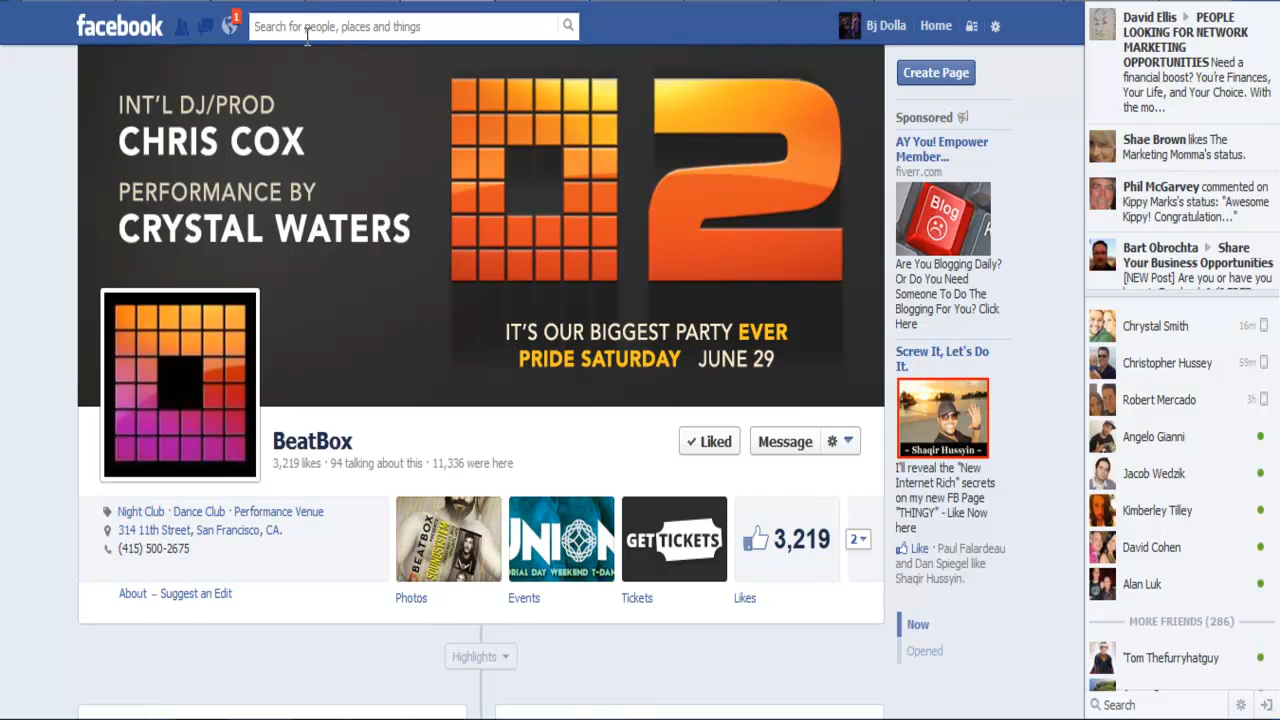 facebook
1
Search for people, places and things
Bj Dolla
Home
INT'L DJ/PROD
CHRIS COX
PERFORMANCE BY
CRYSTAL WATERS
02
IT'S OUR BIGGEST PARTY EVER
PRIDE SATURDAY JUNE 29
BeatBox
3,219 likes · 94 talking about this · 11,336 were here
✓ Liked
Message
Night Club · Dance Club · Performance Venue
314 11th Street, San Francisco, CA.
(415) 500-2675
About – Suggest an Edit
BEATBOX
UNION
RIAL DAY WEEKEND T-DAN
GET TICKETS
3,219
2
Photos
Events
Tickets
Likes
Highlights
Create Page
Sponsored
AY You! Empower
Member...
fiverr.com
Blog
Are You Blogging Daily?
Or Do You Need
Someone To Do The
Blogging For You? Click
Here
Screw It, Let's Do
It.
~ Shaqir Hussyin ~
I'll reveal the "New
Internet Rich" secrets
on my new FB Page
"THYNGY" - Like Now
here
Like · Paul Falardeau
and Dan Spiegel like
Shaqir Hussyin.
Now
Opened
David Ellis ▸ PEOPLE
LOOKING FOR NETWORK
MARKETING
OPPORTUNITIES Need a
financial boost? You're Finances,
Your Life, and Your Choice. With
the mo...
Shae Brown likes The
Marketing Momma's status.
Phil McGarvey commented on
Kippy Marks's status: "Awesome
Kippy! Congratulation..."
Bart Obrochta ▸ Share
Your Business Opportunities
[NEW Post] Are you or have you
Chrystal Smith 16m
Christopher Hussey 59m
Robert Mercado 3h
Angelo Gianni
Jacob Wedzik
Kimberley Tilley
David Cohen
Alan Luk
MORE FRIENDS (286)
'Tom Thefurryhatguy
Search